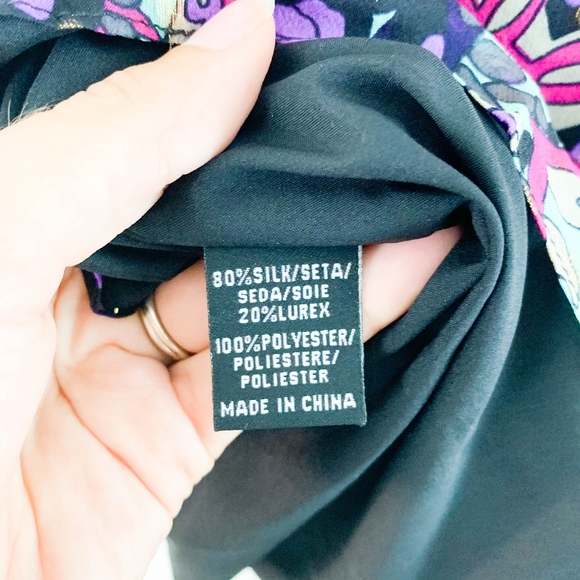 80%SILK/SETA/
SEDA/SOIE
20%LUREX
100%POLYESTER/
POLIESTERE/
POLIESTER
MADE IN CHINA